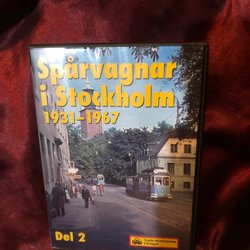 Spårvagnar
i Stockholm
1931-1967
Del 2